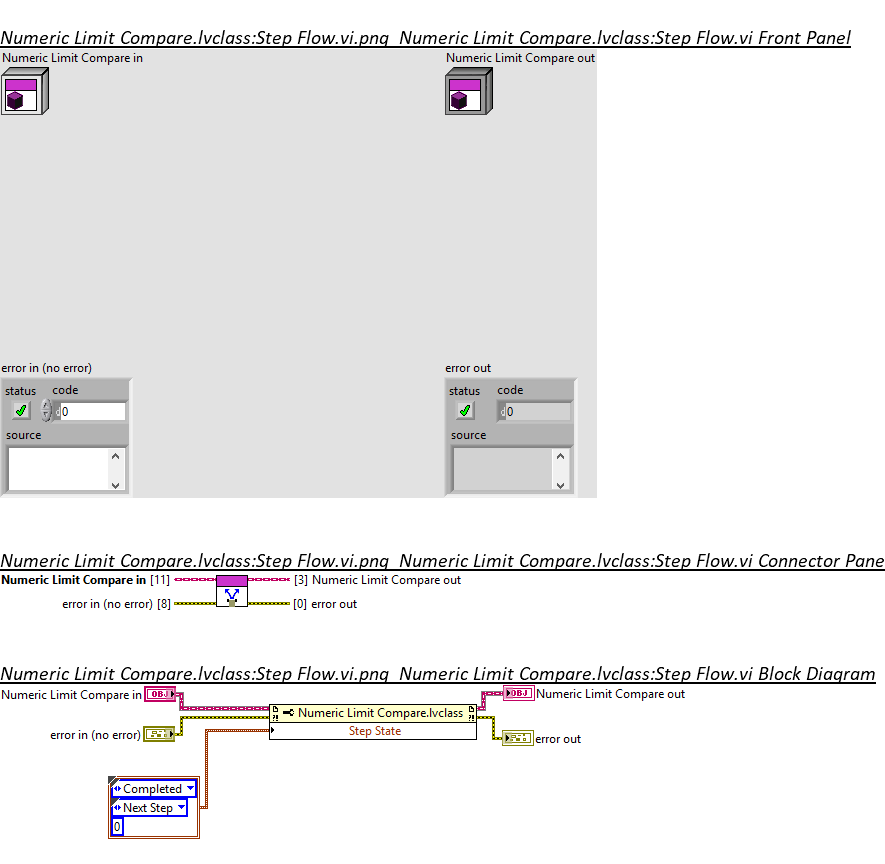 Numeric Limit Compare.lvclass:Step Flow.vi.png Numeric Limit Compare.lvclass:Step Flow.vi Front Panel
Numeric Limit Compare in Numeric Limit Compare out
error in (no error) error out
status code status code
d 0 d 0
source source
Numeric Limit Compare.lvclass:Step Flow.vi.png Numeric Limit Compare.lvclass:Step Flow.vi Connector Pane
Numeric Limit Compare in [11] [3] Numeric Limit Compare out
error in (no error) [8] [0] error out
Numeric Limit Compare.lvclass:Step Flow.vi.png Numeric Limit Compare.lvclass:Step Flow.vi Block Diagram
Numeric Limit Compare in OBJ OBJ Numeric Limit Compare out
?! Numeric Limit Compare.lvclass ?!
Step State
error in (no error) error out
Completed
Next Step
0